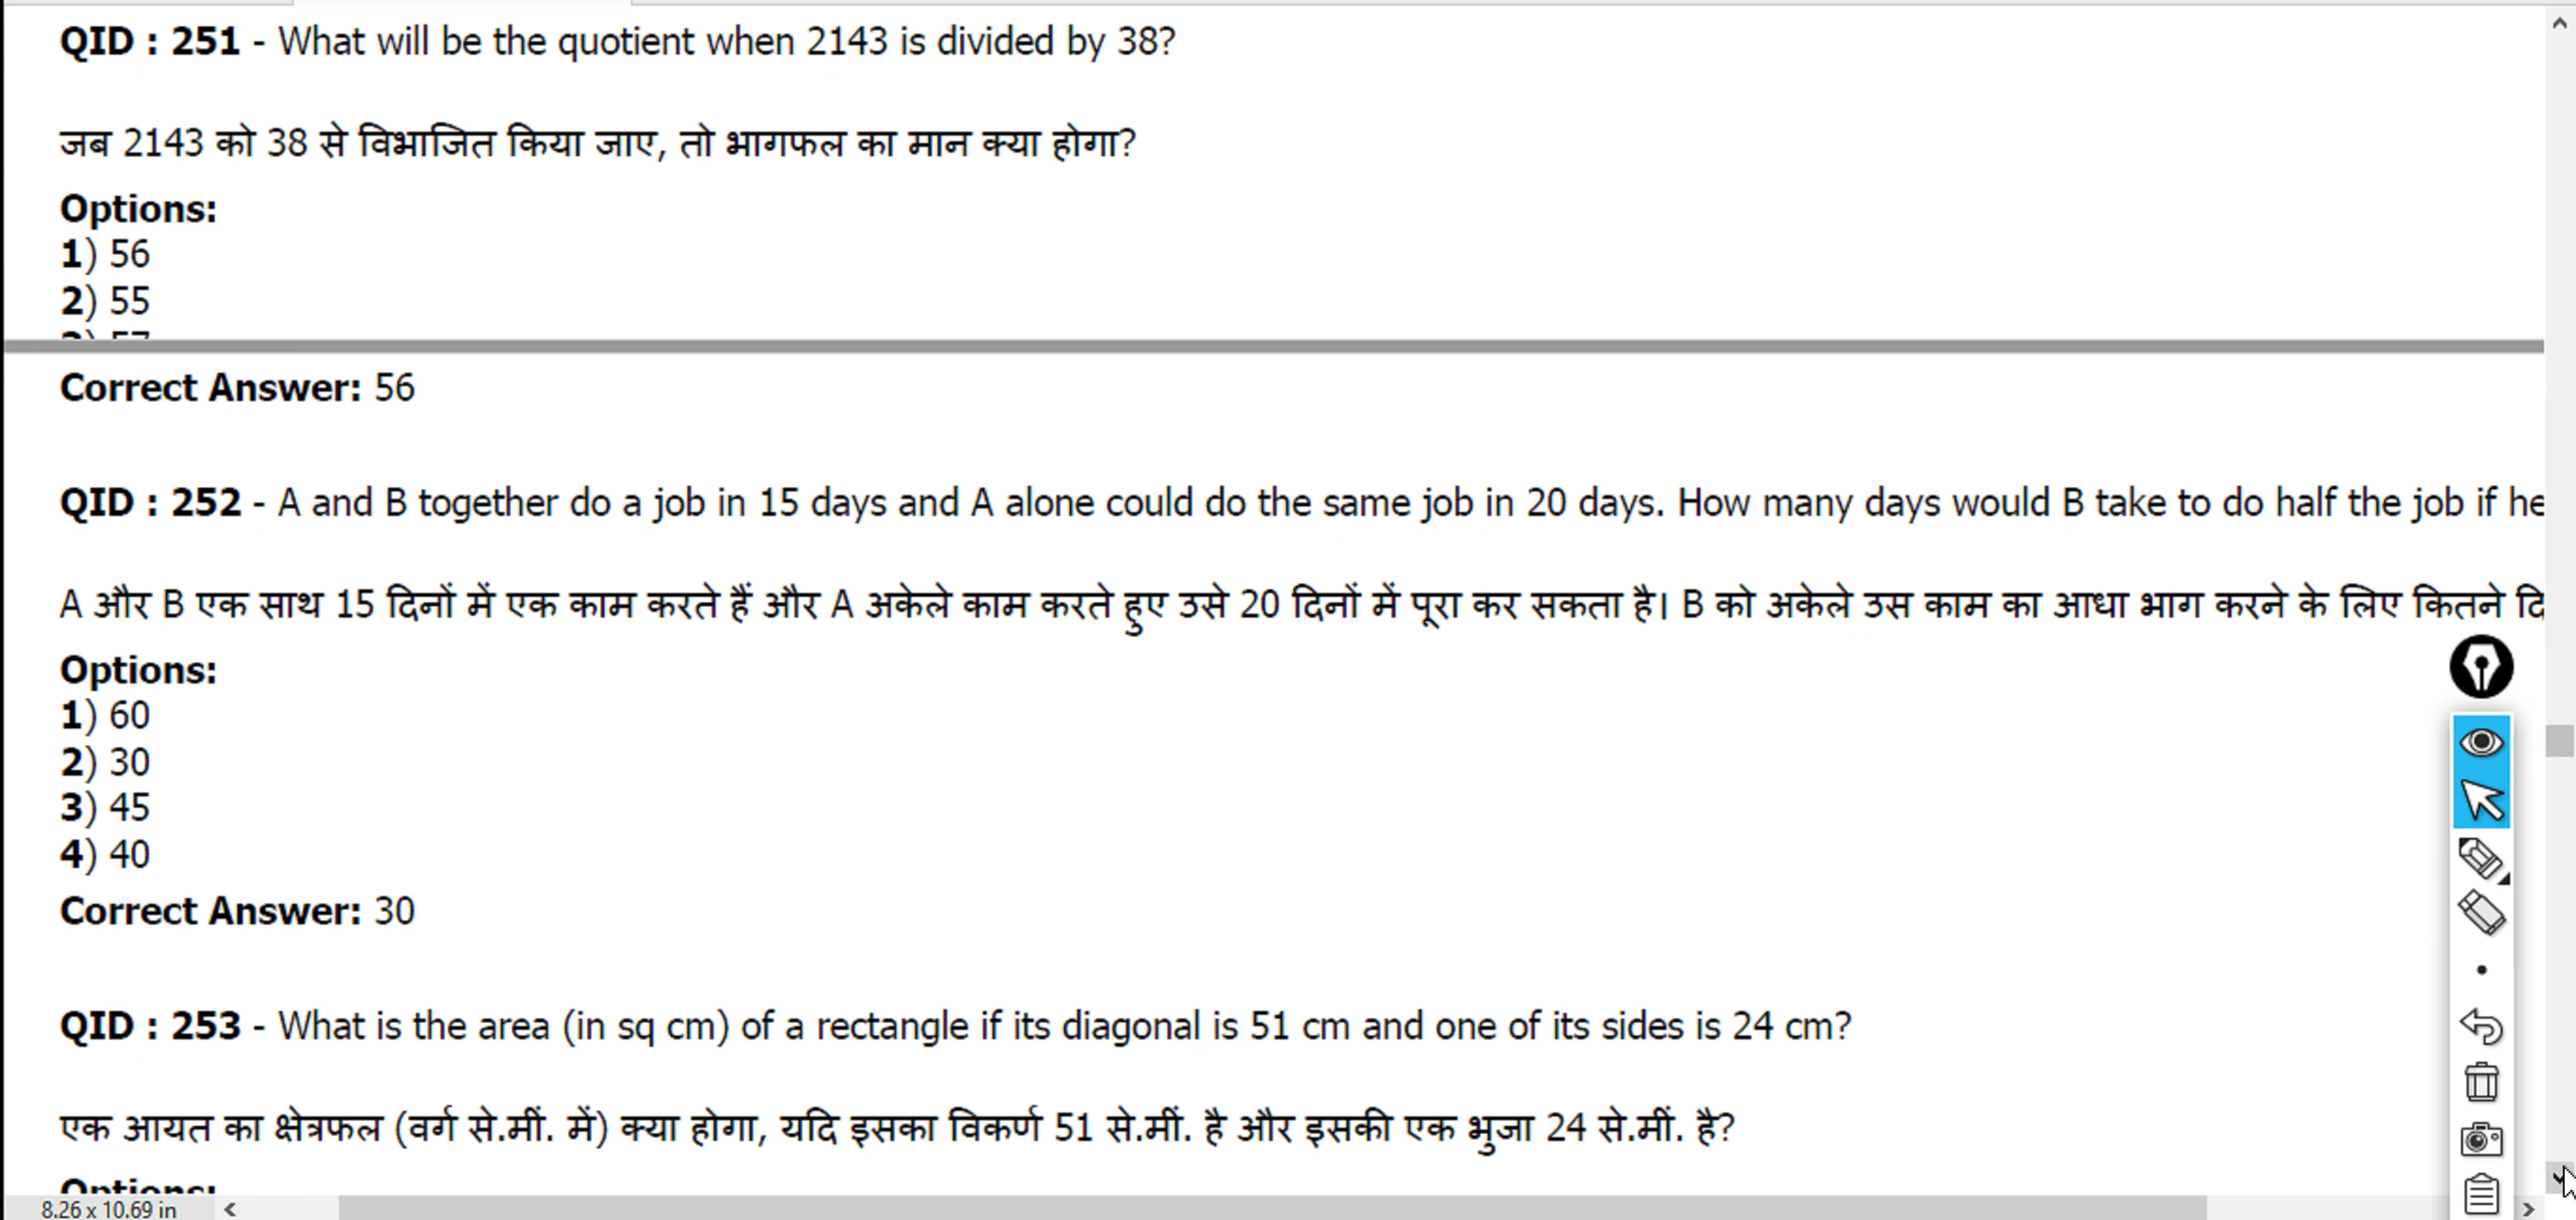 QID : 251 - What will be the quotient when 2143 is divided by 38?
जब 2143 को 38 से विभाजित किया जाए, तो भागफल का मान क्या होगा?
Options:
1) 56
2) 55
Correct Answer: 56
QID : 252 - A and B together do a job in 15 days and A alone could do the same job in 20 days. How many days would B take to do half the job if he
A और B एक साथ 15 दिनों में एक काम करते हैं और A अकेले काम करते हुए उसे 20 दिनों में पूरा कर सकता है। B को अकेले उस काम का आधा भाग करने के लिए कितने
Options:
1) 60
2) 30
3) 45
4) 40
Correct Answer: 30
QID : 253 - What is the area (in sq cm) of a rectangle if its diagonal is 51 cm and one of its sides is 24 cm?
एक आयत का क्षेत्रफल (वर्ग से.मीं. में) क्या होगा, यदि इसका विकर्ण 51 से.मीं. है और इसकी एक भुजा 24 से.मीं. है?
Options:
8.26 x 10.69 in